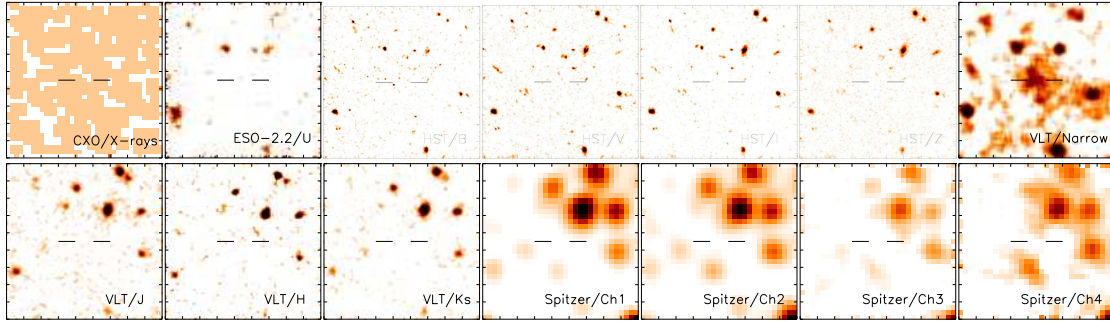 CXO/X-rays
ESO-2.2/U
HST/B
HST/V
HST/I
HST/Z
VLT/Narrow
VLT/J
VLT/H
VLT/Ks
Spitzer/Ch1
Spitzer/Ch2
Spitzer/Ch3
Spitzer/Ch4